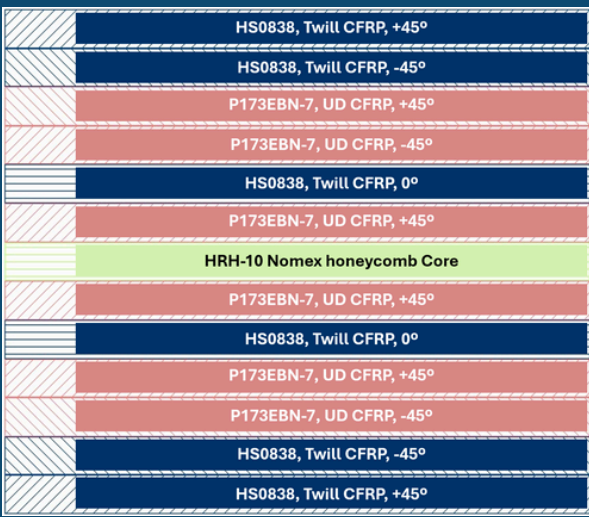 HS0838, Twill CFRP, +45º
HS0838, Twill CFRP, -45º
P173EBN-7, UD CFRP, +45º
P173EBN-7, UD CFRP, -45º
HS0838, Twill CFRP, 0º
P173EBN-7, UD CFRP, +45º
HRH-10 Nomex honeycomb Core
P173EBN-7, UD CFRP, +45º
HS0838, Twill CFRP, 0º
P173EBN-7, UD CFRP, +45º
P173EBN-7, UD CFRP, -45º
HS0838, Twill CFRP, -45º
HS0838, Twill CFRP, +45º